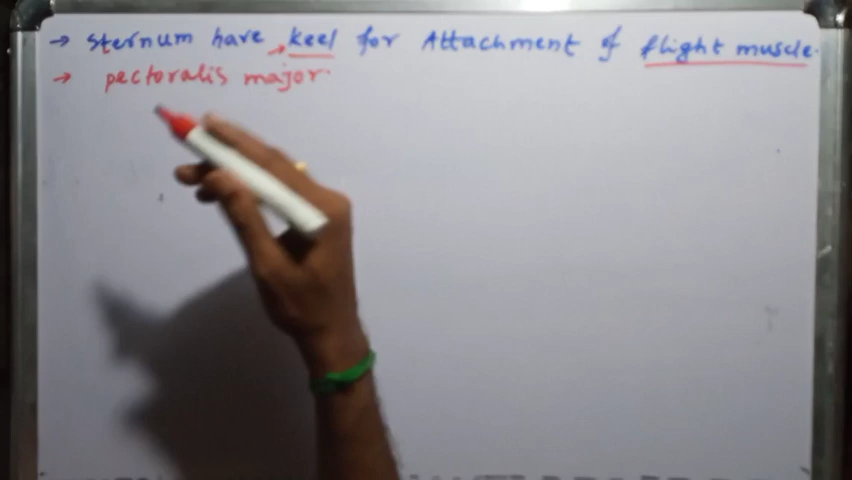 → sternum have → keel for Attachment of flight muscle.
→ pectoralis major.